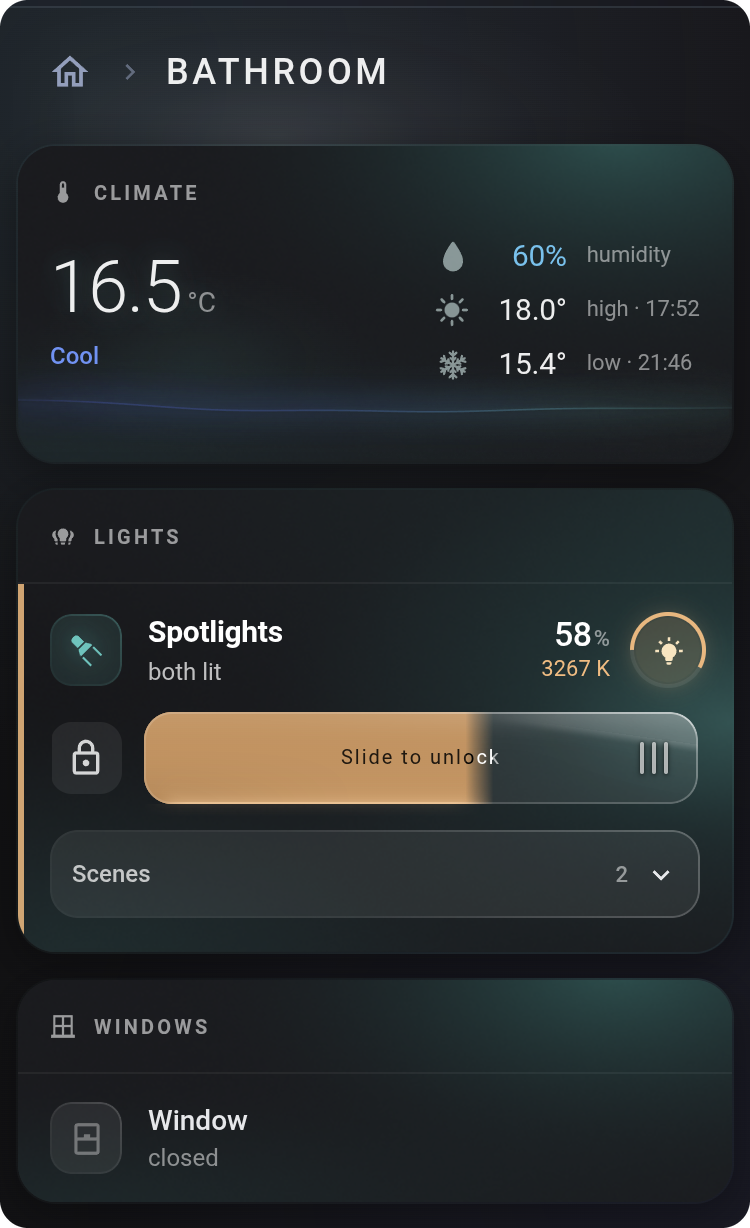 BATHROOM
CLIMATE
16.5 °C
Cool
60% humidity
18.0° high · 17:52
15.4° low · 21:46
LIGHTS
Spotlights
both lit
58%
3267 K
Slide to unlock
Scenes 2
WINDOWS
Window
closed